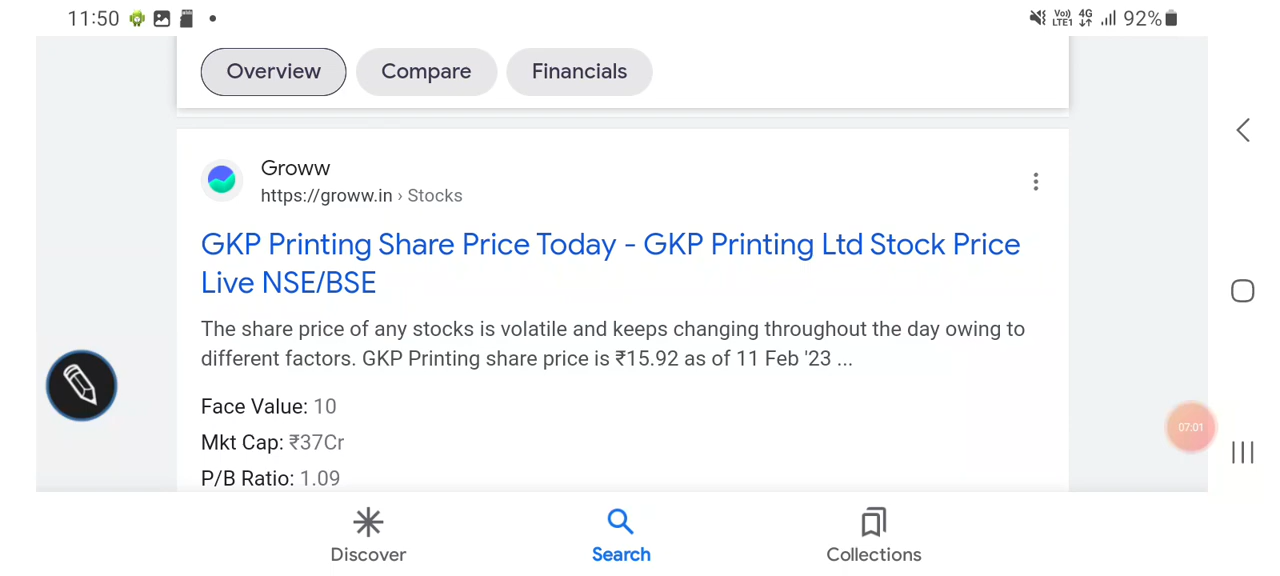 11:50
Vo)) LTE1 4G 92%
Overview Compare Financials
Groww
https://groww.in › Stocks
GKP Printing Share Price Today - GKP Printing Ltd Stock Price
Live NSE/BSE
The share price of any stocks is volatile and keeps changing throughout the day owing to
different factors. GKP Printing share price is ₹15.92 as of 11 Feb '23 ...
Face Value: 10
07:01
Mkt Cap: ₹37Cr
P/B Ratio: 1.09
Discover Search Collections